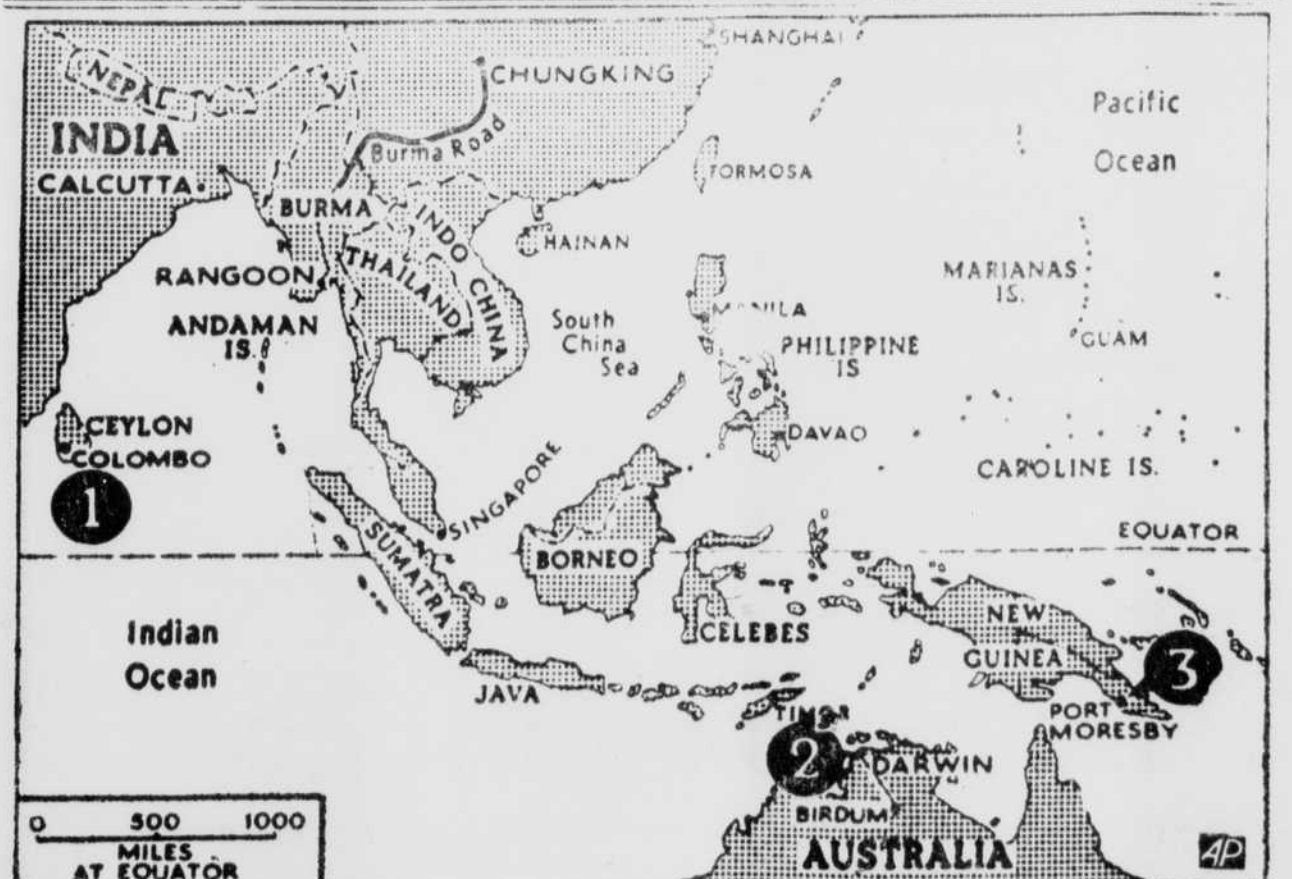 SHANGHAI
NEPAL
CHUNGKING
Pacific
Ocean
INDIA
Burma Road
CALCUTTA
FORMOSA
BURMA
INDO CHINA
HAINAN
THAILAND
RANGOON
MARIANAS
IS.
ANDAMAN
IS.
South
China
Sea
MANILA
PHILIPPINE
IS
GUAM
CEYLON
COLOMBO
DAVAO
CAROLINE IS.
1
SINGAPORE
EQUATOR
SUMATRA
BORNEO
NEW
GUINEA
CELEBES
Indian
Ocean
3
JAVA
TIMOR
PORT
MORESBY
2
DARWIN
BIRDUM
AUSTRALIA
0 500 1000
MILES
AT EQUATOR
AP